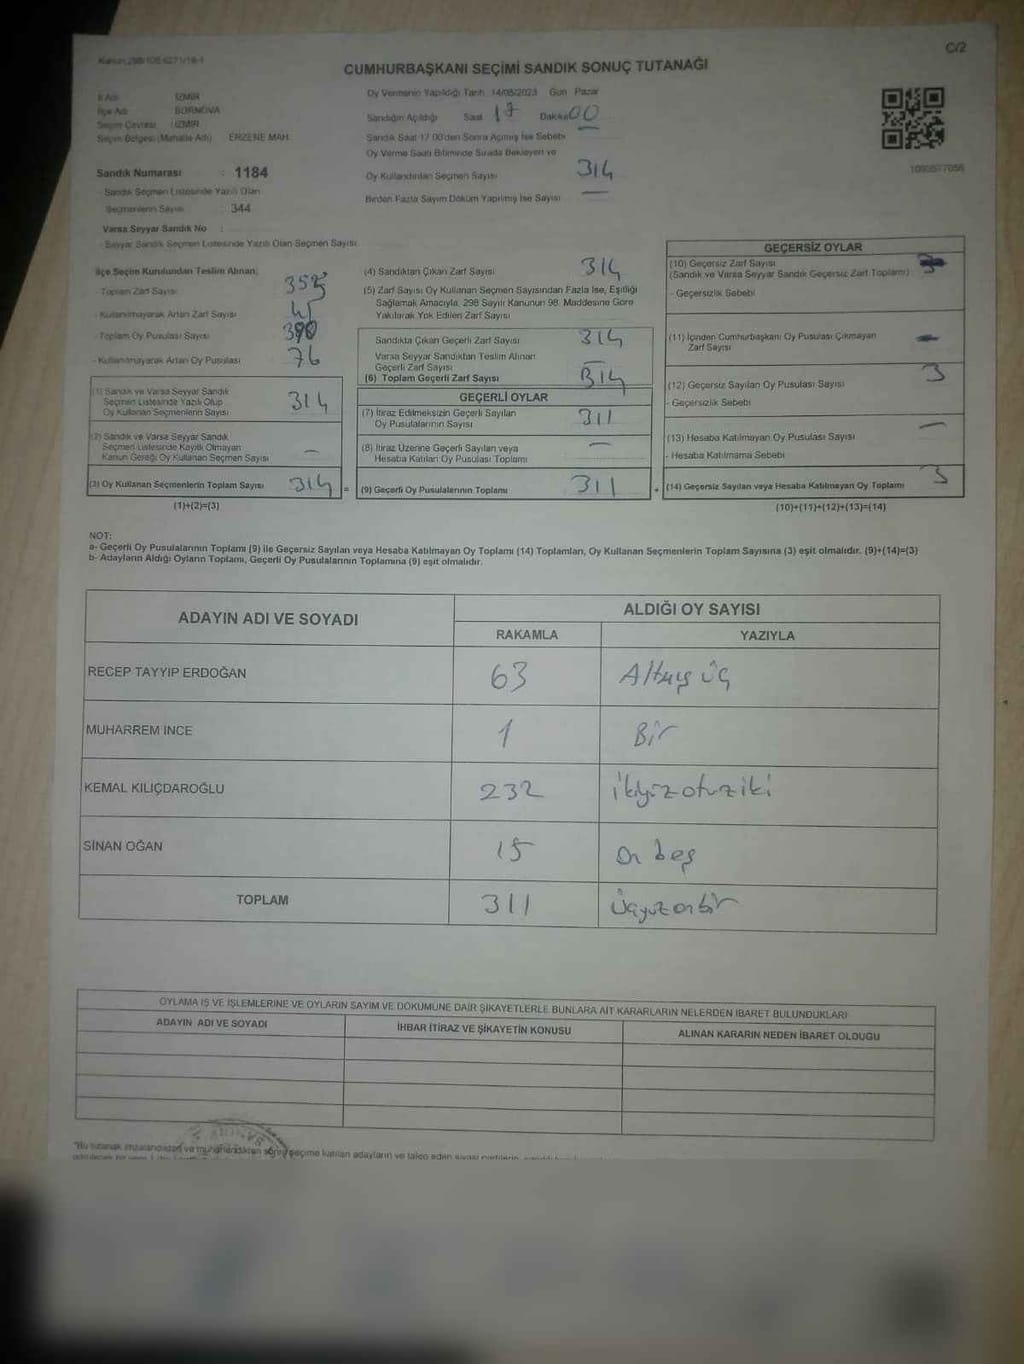 C/2
CUMHURBAŞKANI SEÇİMİ SANDIK SONUÇ TUTANAĞI
İl Adı : İZMİR
İlçe Adı : BORNOVA
Seçim Çevresi : İZMİR
Seçim Bölgesi (Mahalle Adı) ERZENE MAH.
Sandık Numarası : 1184
- Sandık Seçmen Listesinde Yazılı Olan
Seçmenlerin Sayısı : 344
Varsa Seyyar Sandık No :
- Seyyar Sandık Seçmen Listesinde Yazılı Olan Seçmen Sayısı
Oy Vermenin Yapıldığı Tarih 14/05/2023 Gün Pazar
Sandığın Açıldığı Saat 17 Dakika 00
Sandık Saat 17.00'den Sonra Açılmış İse Sebebi
Oy Verme Saati Bitiminde Sırada Bekleyen ve
Oy Kullandırılan Seçmen Sayısı 314
Birden Fazla Sayım Döküm Yapılmış İse Sayısı —
İlçe Seçim Kurulundan Teslim Alınan;
- Toplam Zarf Sayısı
- Kullanılmayarak Artan Zarf Sayısı 45
- Toplam Oy Pusulası Sayısı 390
- Kullanılmayarak Artan Oy Pusulası 76
(1) Sandık ve Varsa Seyyar Sandık
Seçmen Listesinde Yazılı Olup
Oy Kullanan Seçmenlerin Sayısı 314
(2) Sandık ve Varsa Seyyar Sandık
Seçmen Listesinde Kayıtlı Olmayan
Kanun Gereği Oy Kullanan Seçmen Sayısı —
(3) Oy Kullanan Seçmenlerin Toplam Sayısı 314 =
(1)+(2)=(3)
(4) Sandıktan Çıkan Zarf Sayısı 314
(5) Zarf Sayısı Oy Kullanan Seçmen Sayısından Fazla İse, Eşitliği
Sağlamak Amacıyla, 298 Sayılı Kanunun 98. Maddesine Göre
Yakılarak Yok Edilen Zarf Sayısı
Sandıkta Çıkan Geçerli Zarf Sayısı 314
Varsa Seyyar Sandıktan Teslim Alınan
Geçerli Zarf Sayısı —
(6) Toplam Geçerli Zarf Sayısı 314
GEÇERLİ OYLAR
(7) İtiraz Edilmeksizin Geçerli Sayılan
Oy Pusulalarının Sayısı 311
(8) İtiraz Üzerine Geçerli Sayılan veya
Hesaba Katılan Oy Pusulası Toplamı —
(9) Geçerli Oy Pusulalarının Toplamı 311 +
GEÇERSİZ OYLAR
(10) Geçersiz Zarf Sayısı
(Sandık ve Varsa Seyyar Sandık Geçersiz Zarf Toplamı)
- Geçersizlik Sebebi
(11) İçinden Cumhurbaşkanı Oy Pusulası Çıkmayan
Zarf Sayısı
(12) Geçersiz Sayılan Oy Pusulası Sayısı 3
- Geçersizlik Sebebi
(13) Hesaba Katılmayan Oy Pusulası Sayısı —
- Hesaba Katılmama Sebebi
(14) Geçersiz Sayılan veya Hesaba Katılmayan Oy Toplamı 3
(10)+(11)+(12)+(13)=(14)
NOT:
a- Geçerli Oy Pusulalarının Toplamı (9) ile Geçersiz Sayılan veya Hesaba Katılmayan Oy Toplamı (14) Toplamları, Oy Kullanan Seçmenlerin Toplam Sayısına (3) eşit olmalıdır. (9)+(14)=(3)
b- Adayların Aldığı Oyların Toplamı, Geçerli Oy Pusulalarının Toplamına (9) eşit olmalıdır.
ADAYIN ADI VE SOYADI ALDIĞI OY SAYISI
RAKAMLA YAZIYLA
RECEP TAYYİP ERDOĞAN 63 Altmış üç
MUHARREM İNCE 1 Bir
KEMAL KILIÇDAROĞLU 232 ikiyüzotuziki
SİNAN OĞAN 15 On beş
TOPLAM 311 Üçyüzonbir
OYLAMA İŞ VE İŞLEMLERİNE VE OYLARIN SAYIM VE DÖKÜMÜNE DAİR ŞİKAYETLERLE BUNLARA AİT KARARLARIN NELERDEN İBARET BULUNDUKLARI
ADAYIN ADI VE SOYADI İHBAR İTİRAZ VE ŞİKAYETİN KONUSU ALINAN KARARIN NEDEN İBARET OLDUĞU
"Bu tutanak imzalandıktan ve mühürlendikten sonra seçime katılan adayların ve talep eden siyasi partilerin